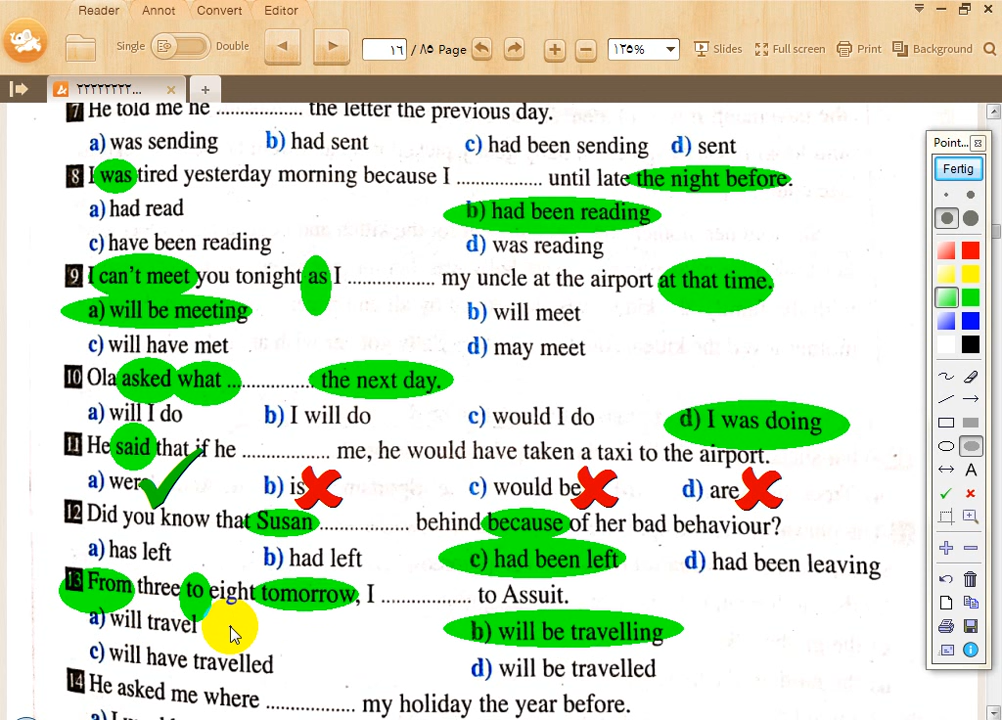 Reader Annot Convert Editor
Single Double ١٦ / ٨٥ Page ١٢٥% Slides Full screen Print Background
٢٢٢٢٢٢٢٢...
7 He told me he .................... the letter the previous day.
a) was sending b) had sent c) had been sending d) sent
8 I was tired yesterday morning because I .................... until late the night before.
a) had read b) had been reading
c) have been reading d) was reading
9 I can't meet you tonight as I .................... my uncle at the airport at that time.
a) will be meeting b) will meet
c) will have met d) may meet
10 Ola asked what .................... the next day.
a) will I do b) I will do c) would I do d) I was doing
11 He said that if he .................... me, he would have taken a taxi to the airport.
a) were b) is c) would be d) are
12 Did you know that Susan .................... behind because of her bad behaviour?
a) has left b) had left c) had been left d) had been leaving
13 From three to eight tomorrow, I .................... to Assuit.
a) will travel b) will be travelling
c) will have travelled d) will be travelled
14 He asked me where .................... my holiday the year before.
Point...
Fertig
A